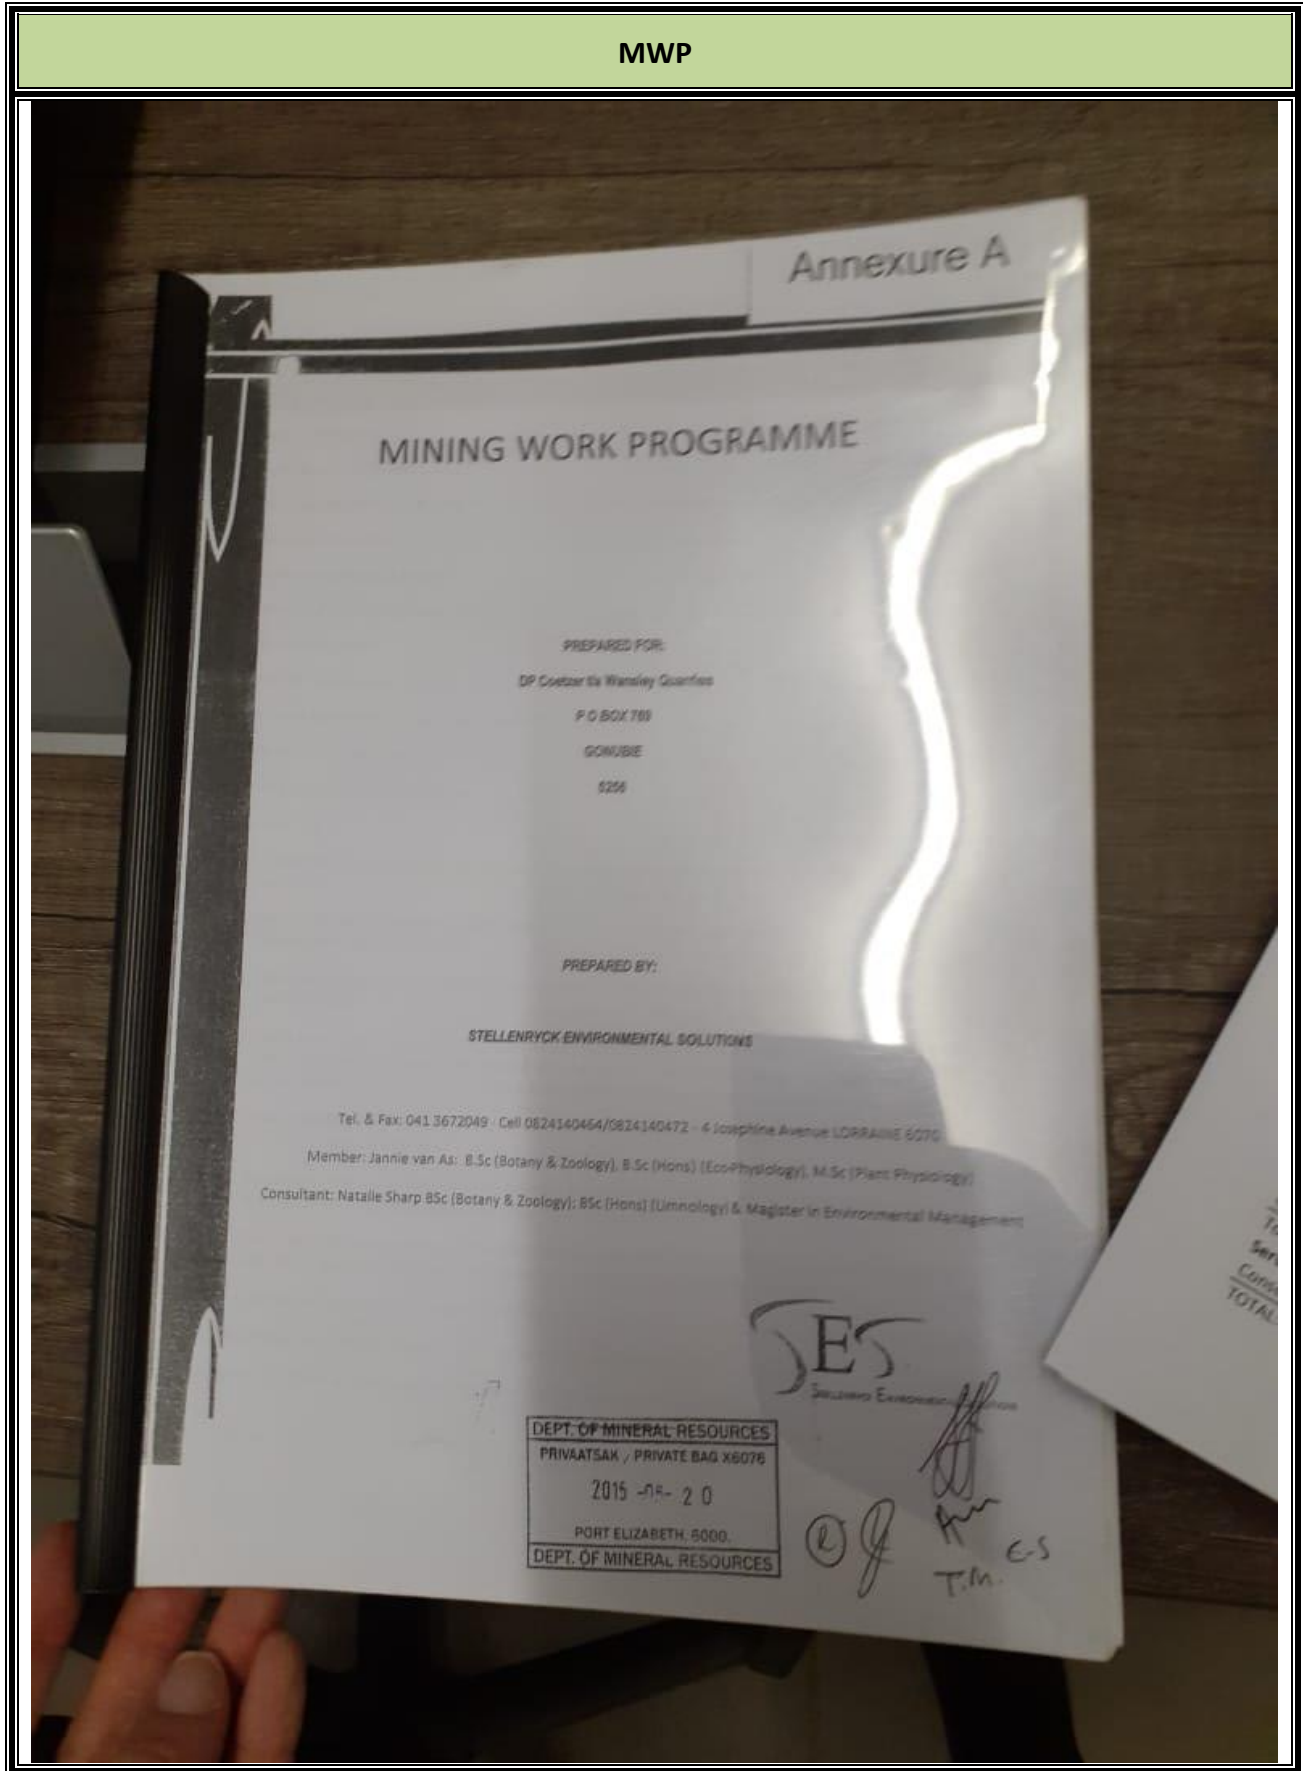 MWP
Annexure A
MINING WORK PROGRAMME
PREPARED FOR:
DP Coetzer t/a Wansley Quarries
P O BOX 769
GONUBIE
5256
PREPARED BY:
STELLENRYCK ENVIRONMENTAL SOLUTIONS
Tel. & Fax: 041 3672049 - Cell 0824140464/0824140472 - 4 Josephine Avenue LORRAINE 6070
Member: Jannie van As: B.Sc (Botany & Zoology), B.Sc (Hons) (Eco-Physiology), M.Sc (Plant Physiology)
Consultant: Natalie Sharp BSc (Botany & Zoology); BSc (Hons) (Limnology) & Magister in Environmental Management
SES
DEPT. OF MINERAL RESOURCES
PRIVAATSAK / PRIVATE BAG X6076
2015 - 20
PORT ELIZABETH, 6000.
DEPT. OF MINERAL RESOURCES
R
E-S
T.M.
TOTAL